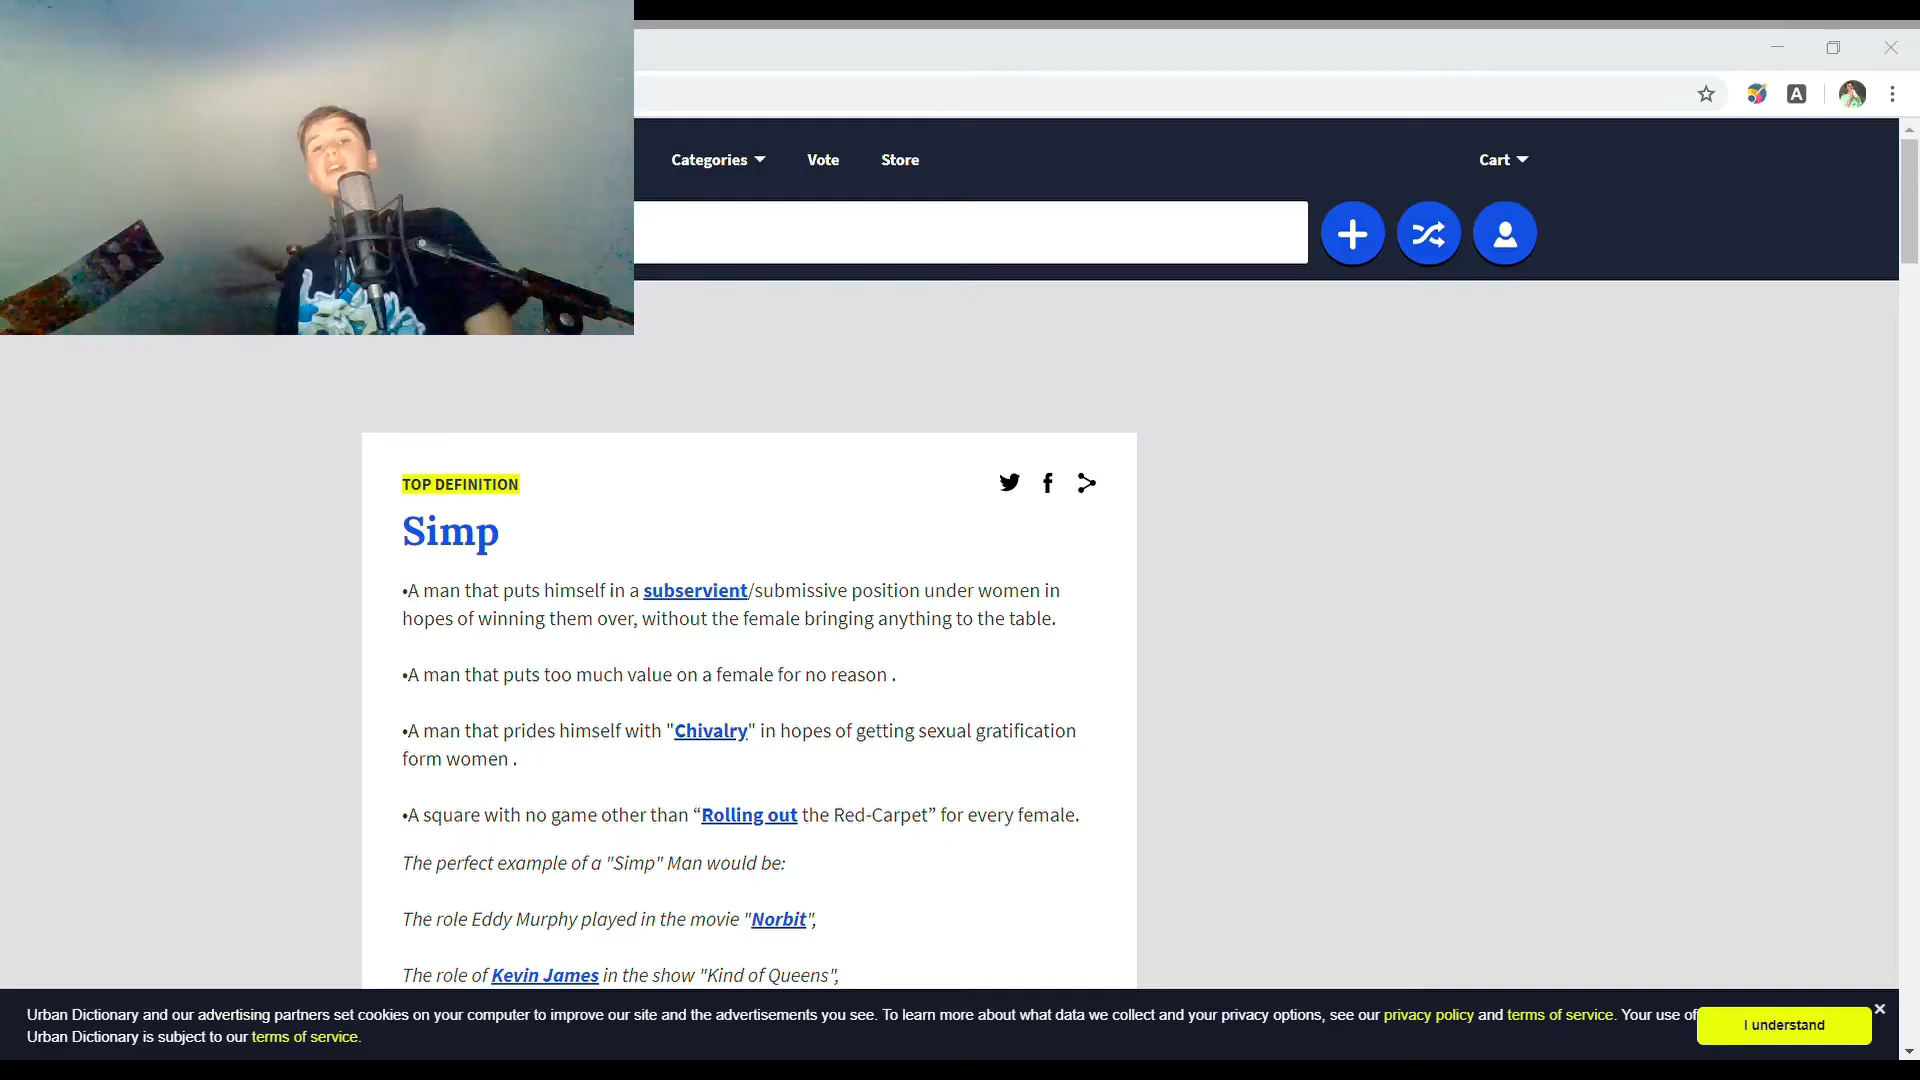 Categories Vote Store Cart
TOP DEFINITION
Simp
•A man that puts himself in a subservient/submissive position under women in
hopes of winning them over, without the female bringing anything to the table.
•A man that puts too much value on a female for no reason .
•A man that prides himself with "Chivalry" in hopes of getting sexual gratification
form women .
•A square with no game other than “Rolling out the Red-Carpet” for every female.
The perfect example of a "Simp" Man would be:
The role Eddy Murphy played in the movie "Norbit",
The role of Kevin James in the show "Kind of Queens",
Urban Dictionary and our advertising partners set cookies on your computer to improve our site and the advertisements you see. To learn more about what data we collect and your privacy options, see our privacy policy and terms of service. Your use of
Urban Dictionary is subject to our terms of service.
I understand